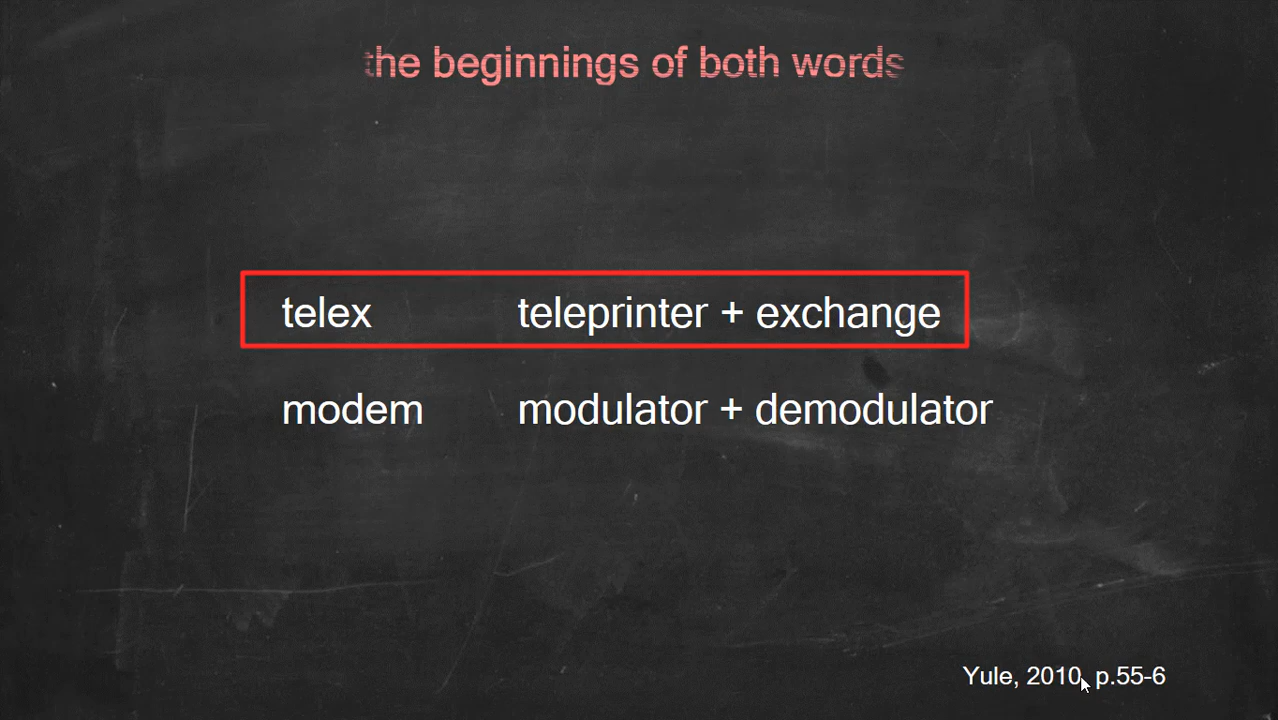 the beginnings of both words
telex teleprinter + exchange
modem modulator + demodulator
Yule, 2010, p.55-6